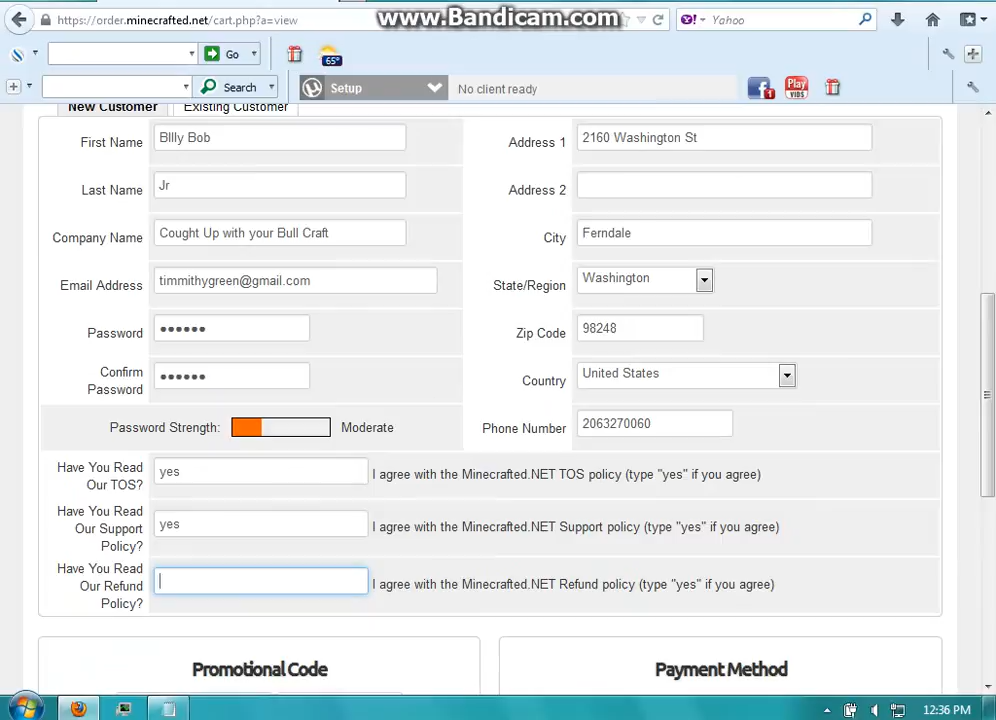 www.Bandicam.com
https://order.minecrafted.net/cart.php?a=view
Yahoo
Go
65°
Search
Setup
No client ready
1
Play
VIDS
New Customer
Existing Customer
First Name
BIlly Bob
Address 1
2160 Washington St
Last Name
Jr
Address 2
Company Name
Cought Up with your Bull Craft
City
Ferndale
Email Address
timmithygreen@gmail.com
State/Region
Washington
Password
••••••
Zip Code
98248
Confirm
Password
••••••
Country
United States
Password Strength:
Moderate
Phone Number
2063270060
Have You Read
Our TOS?
yes
I agree with the Minecrafted.NET TOS policy (type "yes" if you agree)
Have You Read
Our Support
Policy?
yes
I agree with the Minecrafted.NET Support policy (type "yes" if you agree)
Have You Read
Our Refund
Policy?
I agree with the Minecrafted.NET Refund policy (type "yes" if you agree)
Promotional Code
Payment Method
12:36 PM